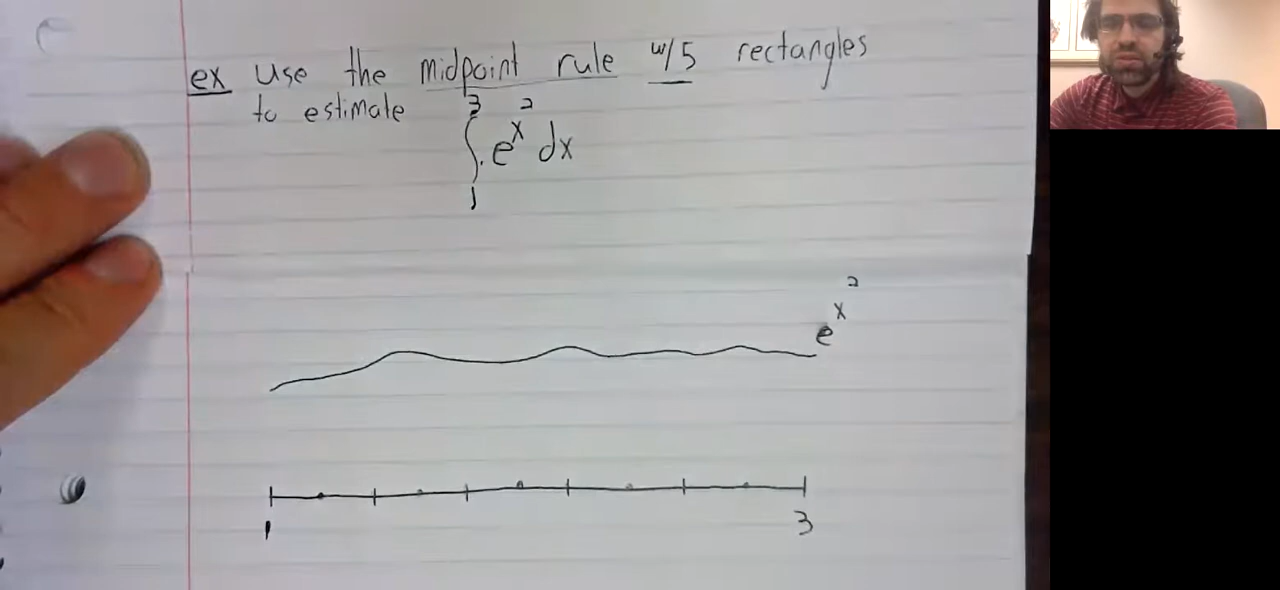 ex Use the midpoint rule w/5 rectangles
to estimate ∫₁³ e^x² dx
e^x²
1 3